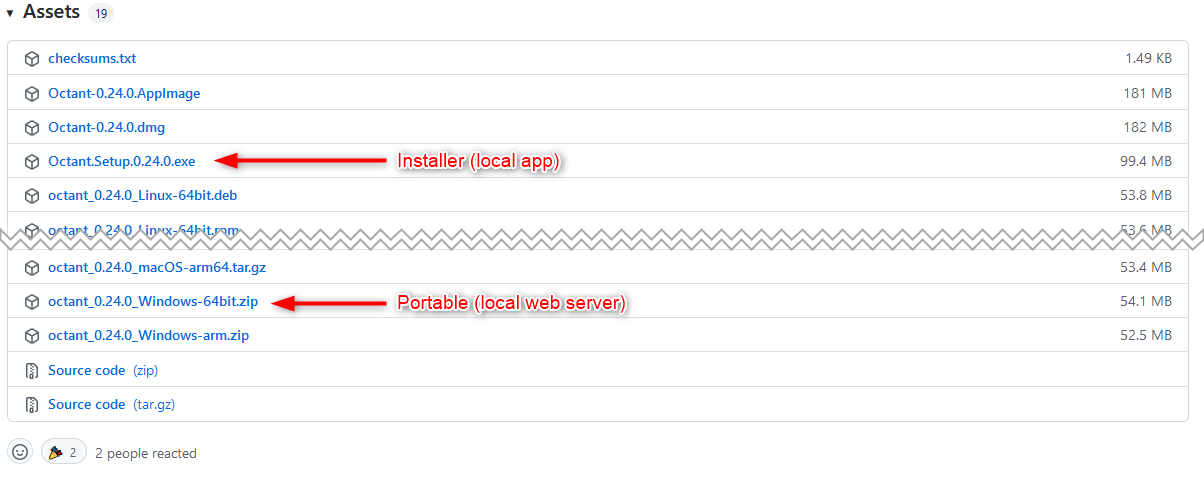 Assets 19
checksums.txt 1.49 KB
Octant-0.24.0.AppImage 181 MB
Octant-0.24.0.dmg 182 MB
Octant.Setup.0.24.0.exe Installer (local app) 99.4 MB
octant_0.24.0_Linux-64bit.deb 53.8 MB
octant_0.24.0_Linux-64bit.rpm 53.6 MB
octant_0.24.0_macOS-arm64.tar.gz 53.4 MB
octant_0.24.0_Windows-64bit.zip Portable (local web server) 54.1 MB
octant_0.24.0_Windows-arm.zip 52.5 MB
Source code (zip)
Source code (tar.gz)
2 2 people reacted